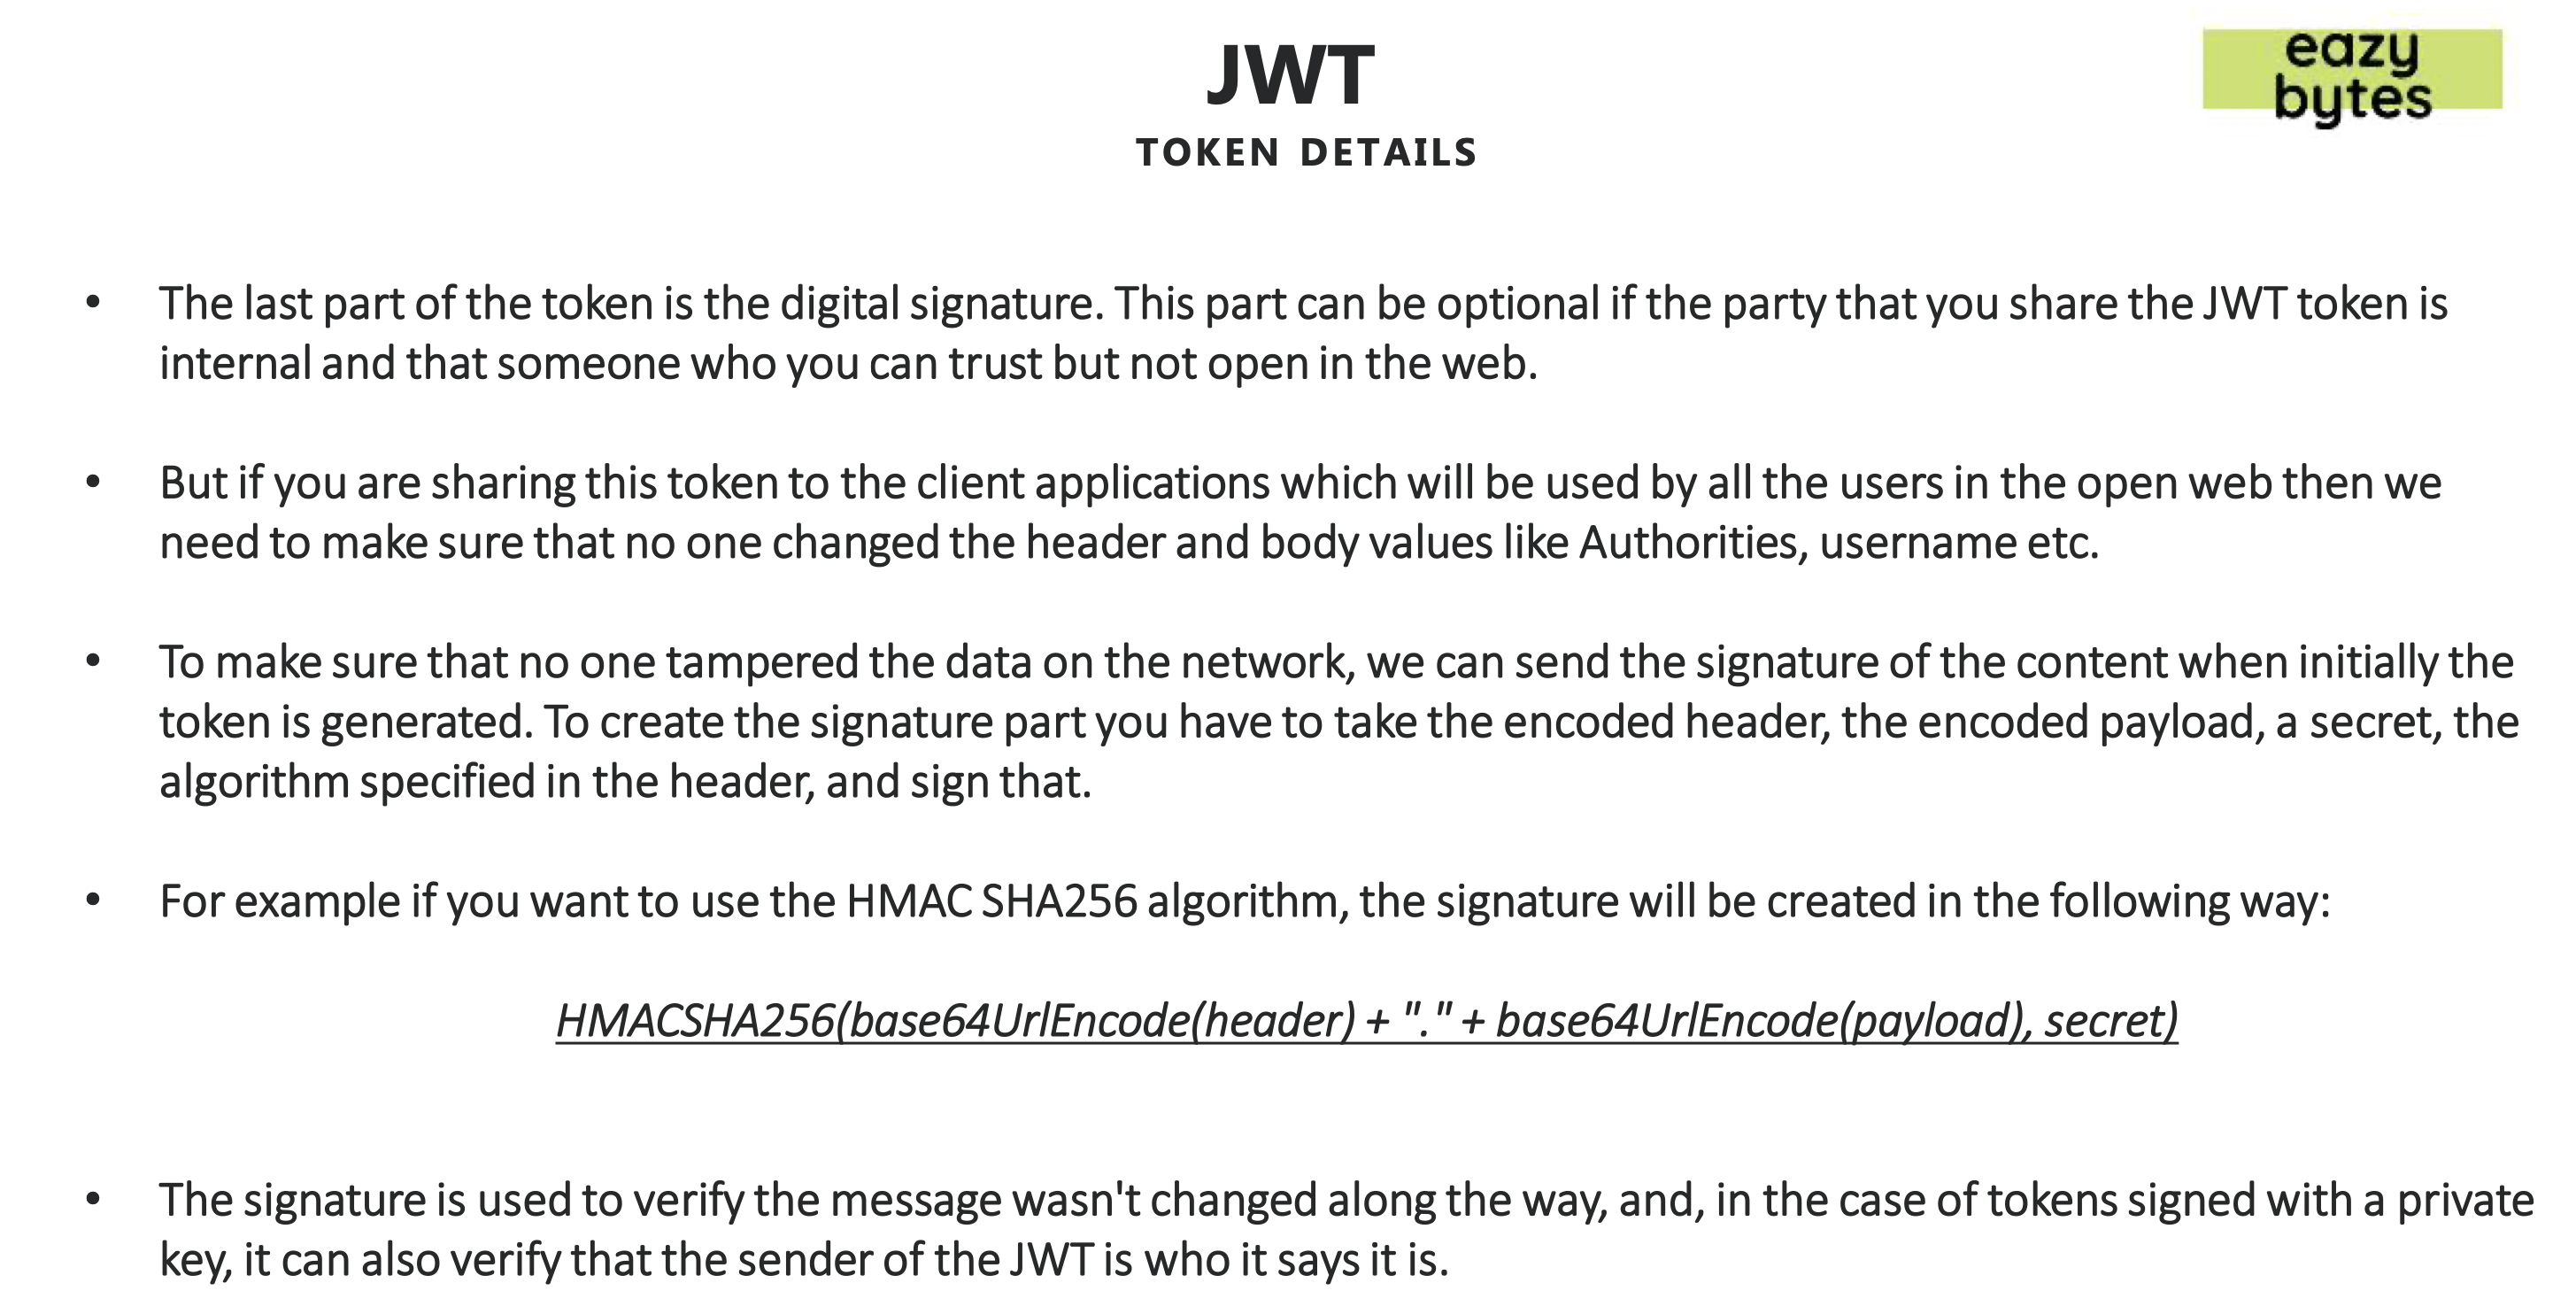 JWT
eazy
bytes
TOKEN DETAILS
• The last part of the token is the digital signature. This part can be optional if the party that you share the JWT token is
internal and that someone who you can trust but not open in the web.
• But if you are sharing this token to the client applications which will be used by all the users in the open web then we
need to make sure that no one changed the header and body values like Authorities, username etc.
• To make sure that no one tampered the data on the network, we can send the signature of the content when initially the
token is generated. To create the signature part you have to take the encoded header, the encoded payload, a secret, the
algorithm specified in the header, and sign that.
• For example if you want to use the HMAC SHA256 algorithm, the signature will be created in the following way:
HMACSHA256(base64UrlEncode(header) + "." + base64UrlEncode(payload), secret)
• The signature is used to verify the message wasn't changed along the way, and, in the case of tokens signed with a private
key, it can also verify that the sender of the JWT is who it says it is.